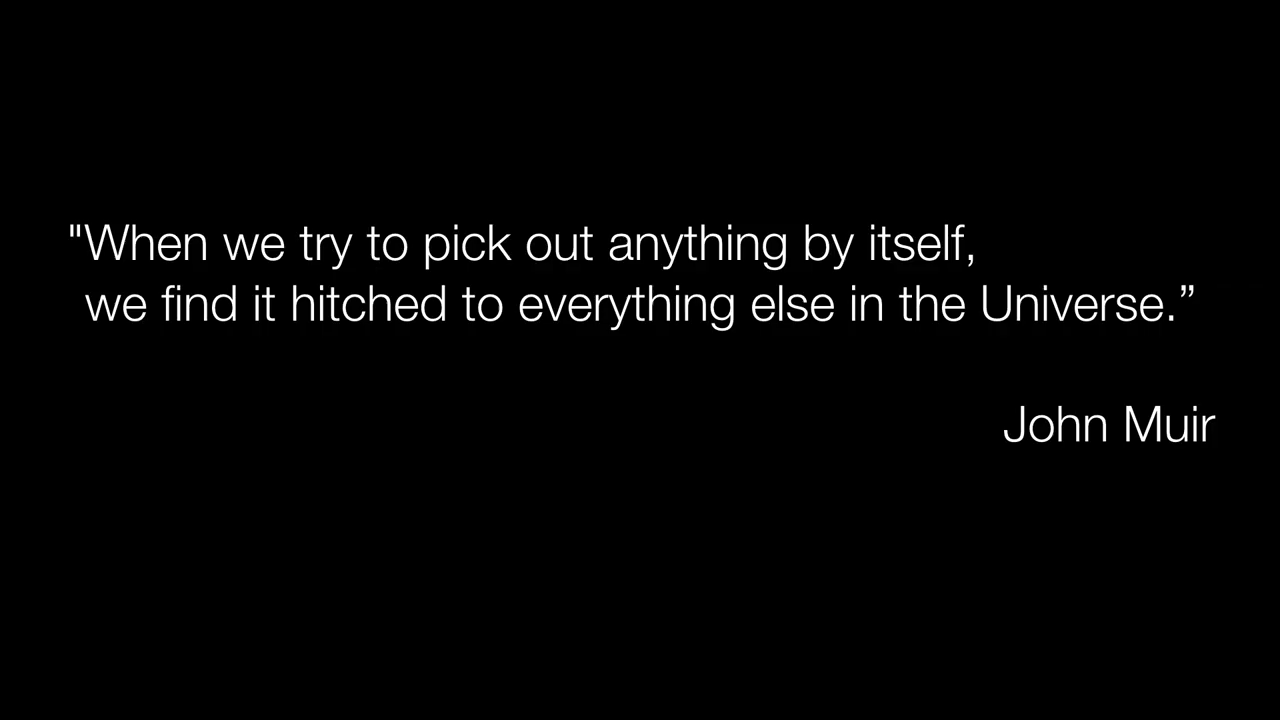 "When we try to pick out anything by itself,
we find it hitched to everything else in the Universe.”
John Muir